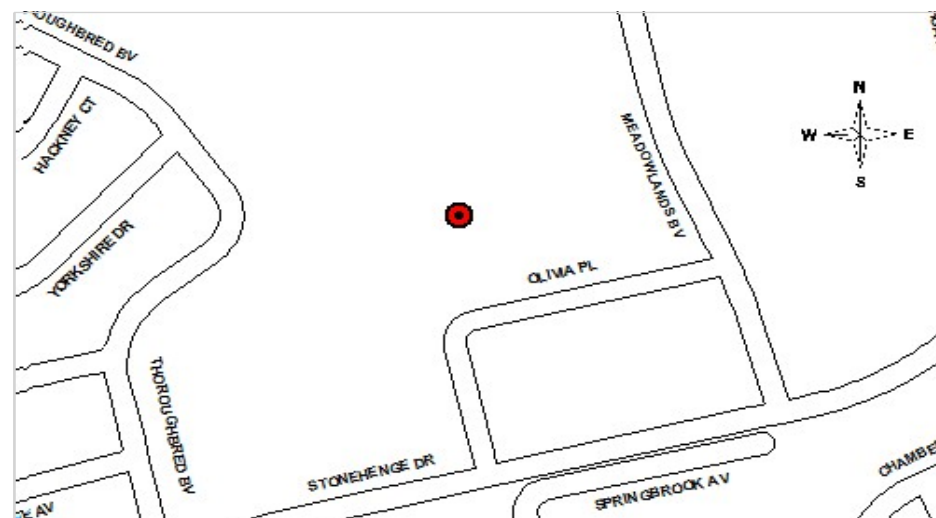 OUGHBRED BV
HACKNEY CT
YORKSHIRE DR
THOROUGHBRED BV
MEADOWLANDS BV
N
W E
S
OLIVIA PL
STONEHENGE DR
SPRINGBROOK AV
CHAMBE
E AV